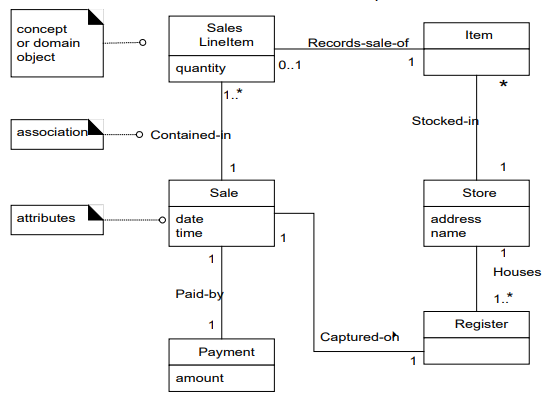 concept
or domain
object
Sales
LineItem
quantity
Records-sale-of
0..1
1
Item
*
1..*
Stocked-in
association
Contained-in
1
1
attributes
Sale
date
time
1
1
Store
address
name
1
Houses
1..*
Paid-by
1
Captured-on
1
Register
Payment
amount